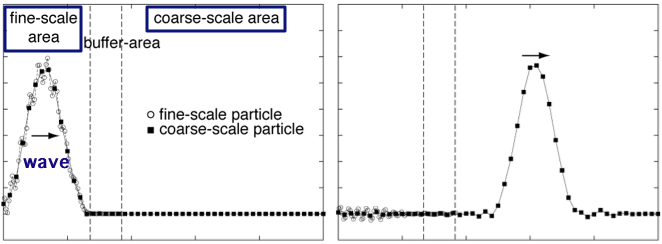 fine-scale
area
coarse-scale area
buffer-area
fine-scale particle
coarse-scale particle
wave